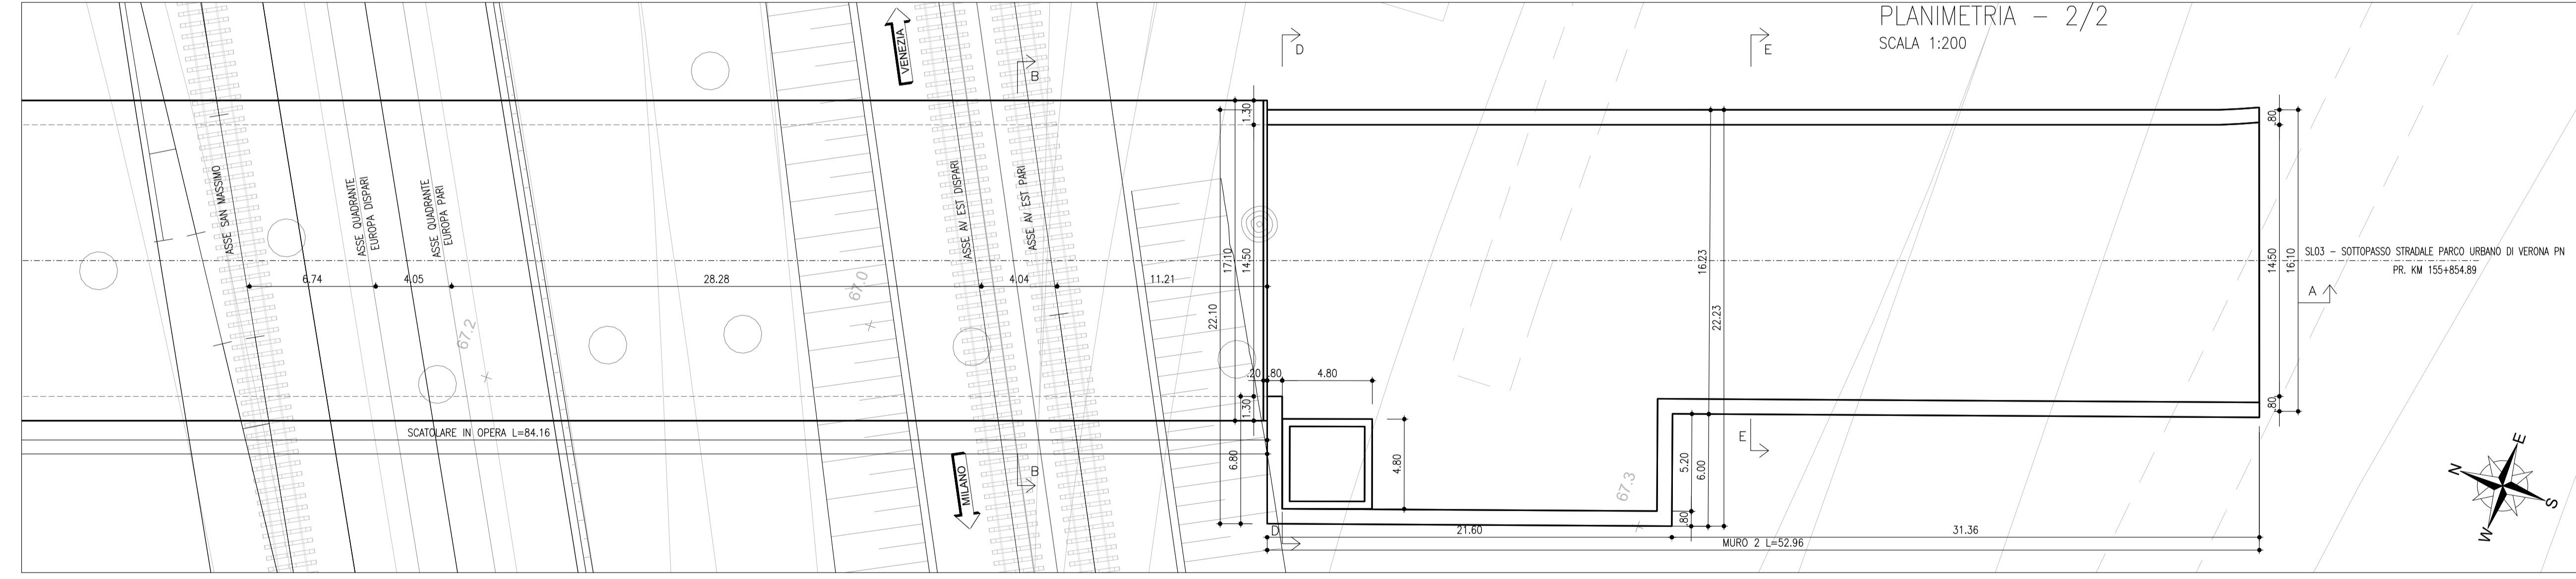 PLANIMETRIA - 2/2
SCALA 1:200
VENEZIA
B
D
E
1.30
.80
ASSE SAN MASSIMO
ASSE QUADRANTE
EUROPA DISPARI
ASSE QUADRANTE
EUROPA PARI
ASSE AV EST DISPARI
ASSE AV EST PARI
6.74
4.05
28.28
4.04
11.21
67.2
67.0
17.10
14.50
22.10
16.23
22.23
14.50
16.10
SL03 - SOTTOPASSO STRADALE PARCO URBANO DI VERONA PN
PR. KM 155+854.89
A
.20
.80
4.80
1.30
.80
SCATOLARE IN OPERA L=84.16
6.80
4.80
E
5.20
6.00
.80
67.3
MILANO
B
D
21.60
31.36
MURO 2 L=52.96
N
E
S
W